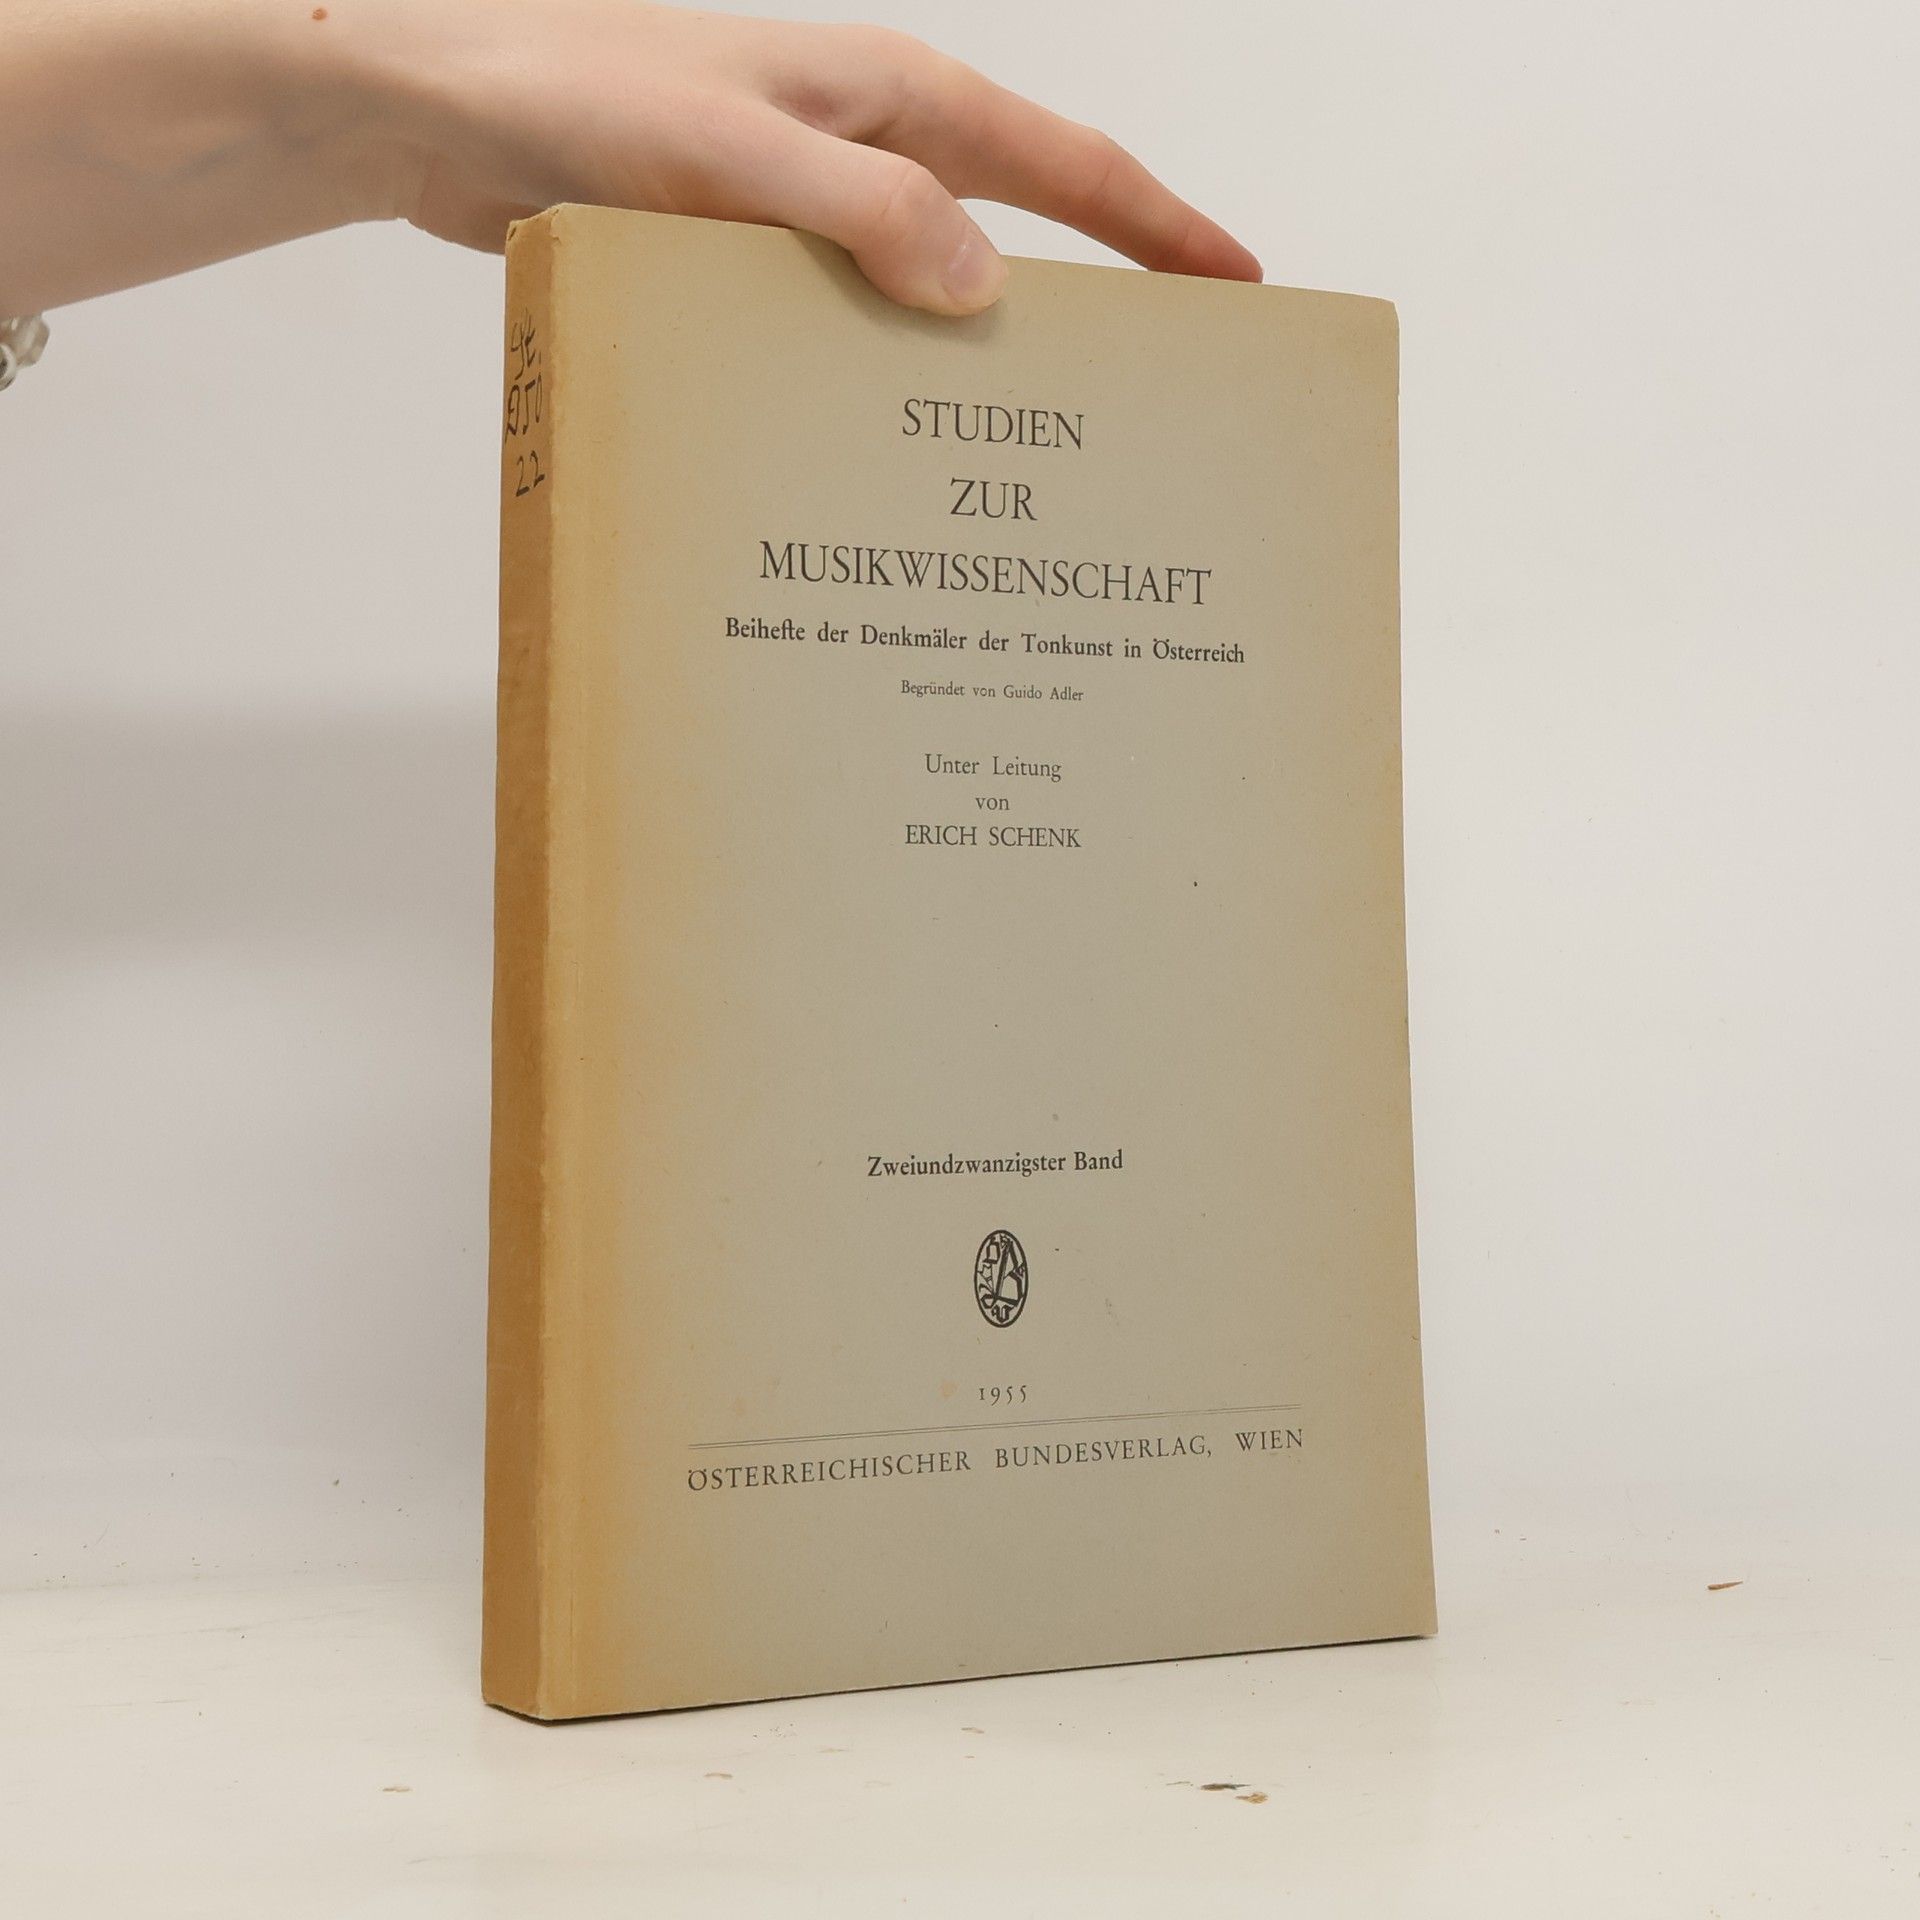 STUDIEN
ZUR
MUSIKWISSENSCHAFT
Beihefte der Denkmäler der Tonkunst in Österreich
Begründet von Guido Adler
Unter Leitung
von
ERICH SCHENK
Zweiundzwanzigster Band
1955
ÖSTERREICHISCHER BUNDESVERLAG, WIEN
22